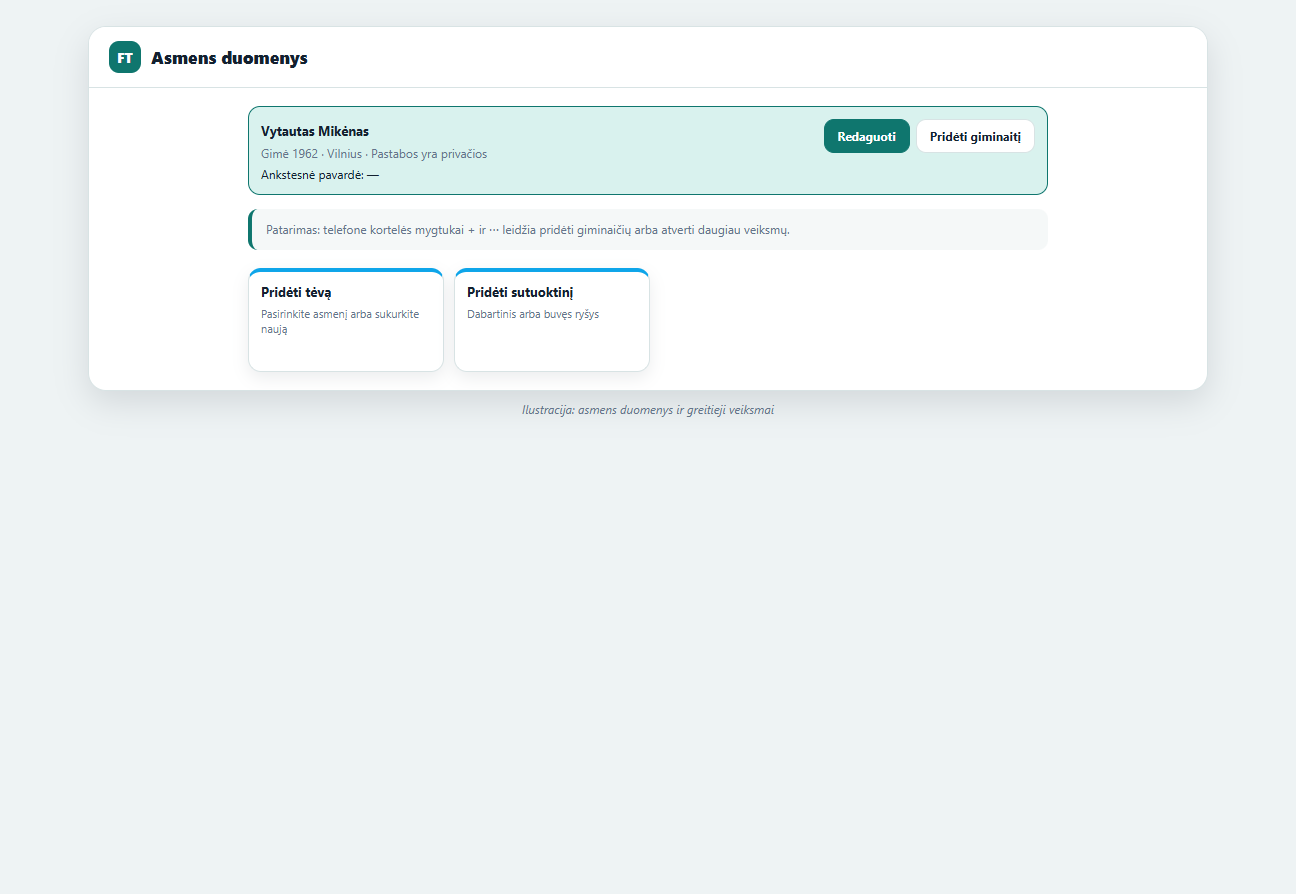 FT Asmens duomenys
Vytautas Mikėnas
Redaguoti
Pridėti giminaitį
Gimė 1962 · Vilnius · Pastabos yra privačios
Ankstesnė pavardė: —
Patarimas: telefone kortelės mygtukai + ir ··· leidžia pridėti giminaičių arba atverti daugiau veiksmų.
Pridėti tėvą
Pasirinkite asmenį arba sukurkite
naują
Pridėti sutuoktinį
Dabartinis arba buvęs ryšys
Ilustracija: asmens duomenys ir greitieji veiksmai